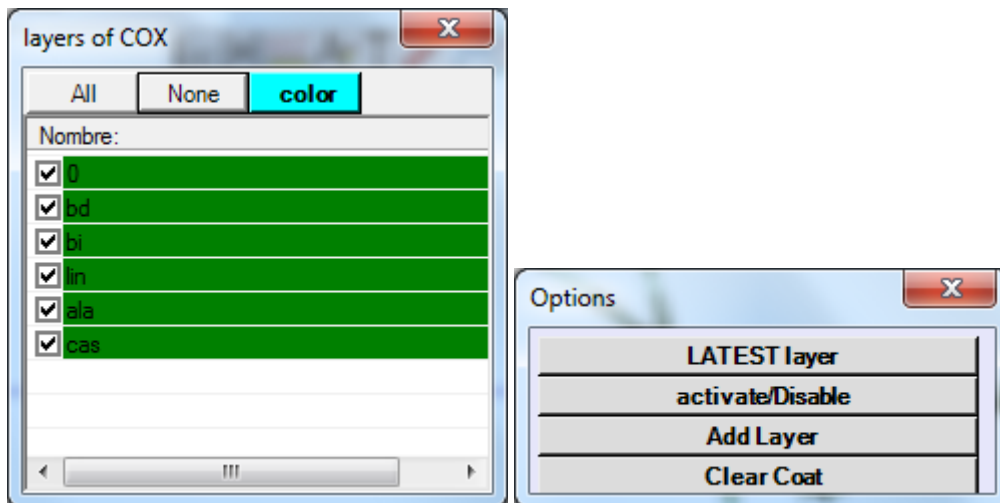 layers of COX
All None color
Nombre:
0
bd
bi
lin
ala
cas
Options
LATEST layer
activate/Disable
Add Layer
Clear Coat